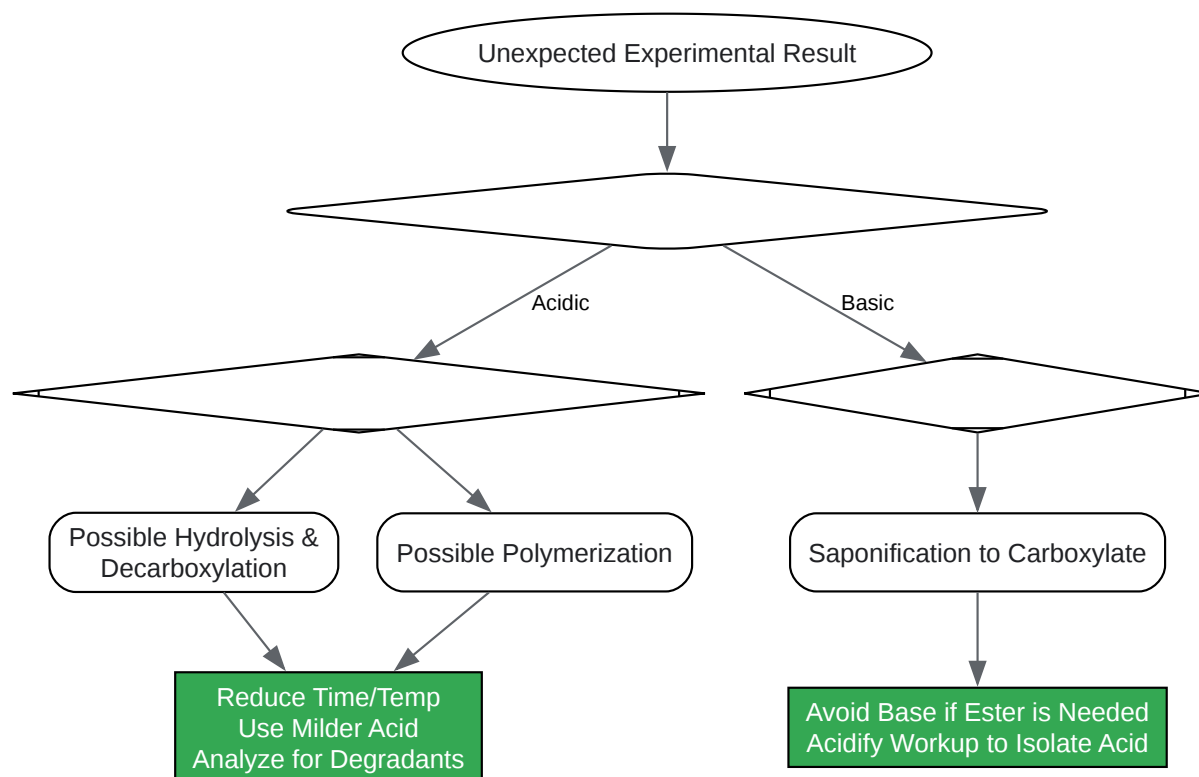 Unexpected Experimental Result
Acidic
Basic
Possible Hydrolysis &
Decarboxylation
Possible Polymerization
Saponification to Carboxylate
Reduce Time/Temp
Use Milder Acid
Analyze for Degradants
Avoid Base if Ester is Needed
Acidify Workup to Isolate Acid